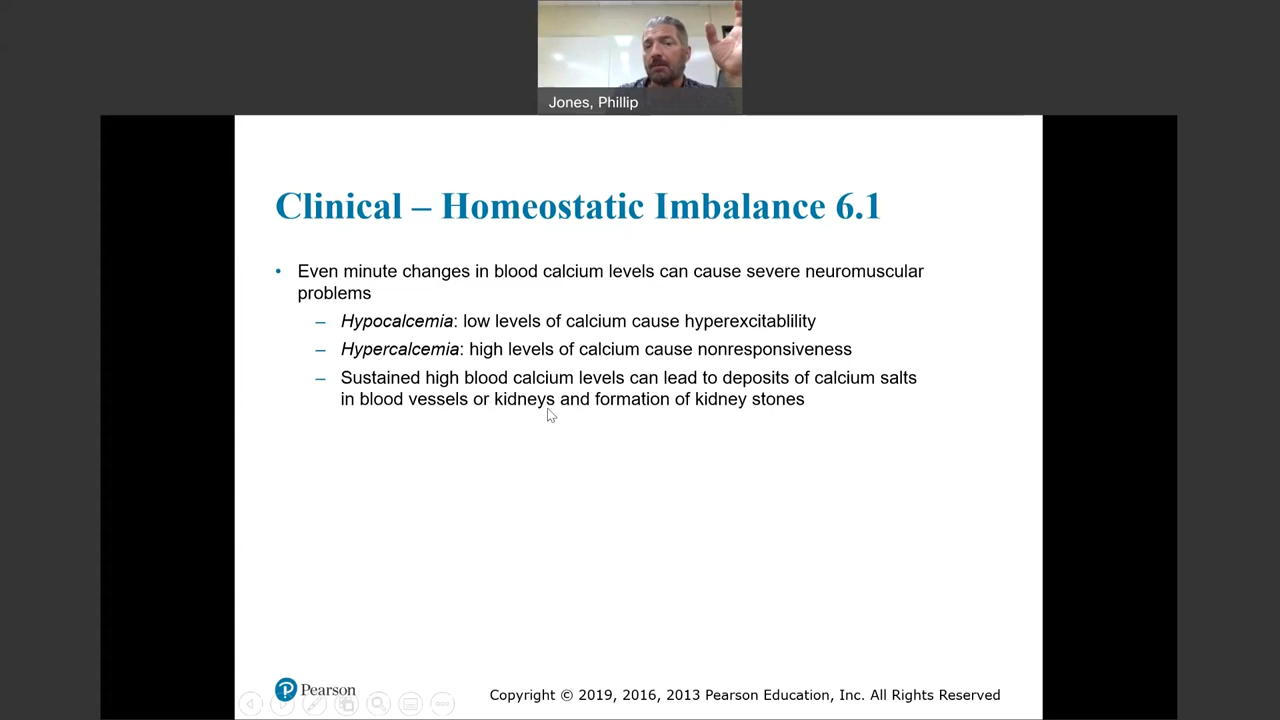 Jones, Phillip
Clinical – Homeostatic Imbalance 6.1
• Even minute changes in blood calcium levels can cause severe neuromuscular
problems
– Hypocalcemia: low levels of calcium cause hyperexcitablility
– Hypercalcemia: high levels of calcium cause nonresponsiveness
– Sustained high blood calcium levels can lead to deposits of calcium salts
in blood vessels or kidneys and formation of kidney stones
P Pearson
Copyright © 2019, 2016, 2013 Pearson Education, Inc. All Rights Reserved